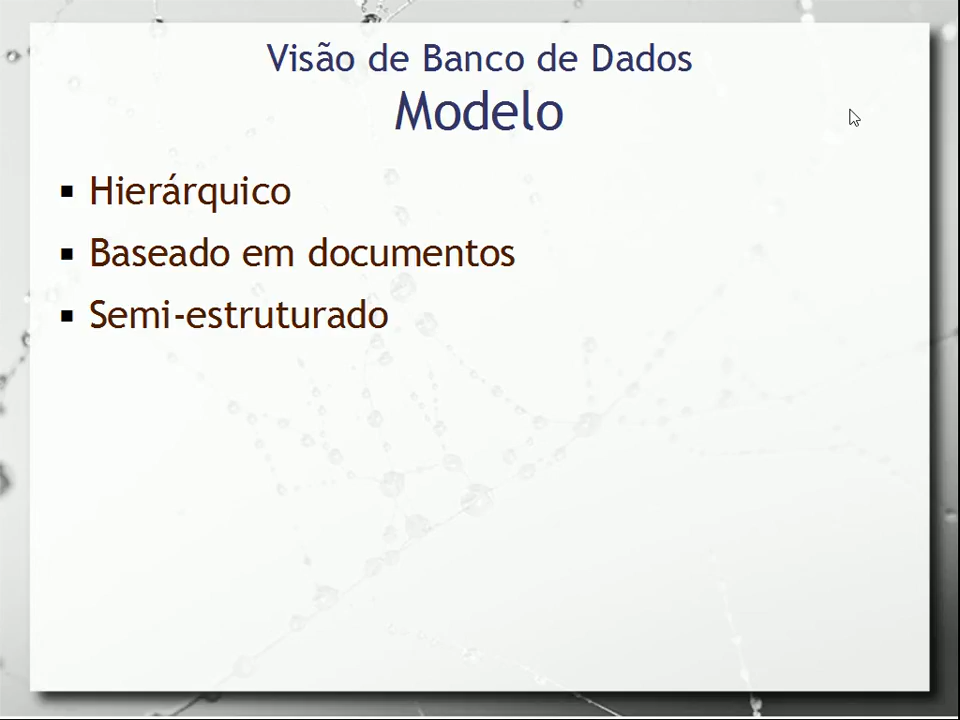 Visão de Banco de Dados
Modelo
Hierárquico
Baseado em documentos
Semi-estruturado